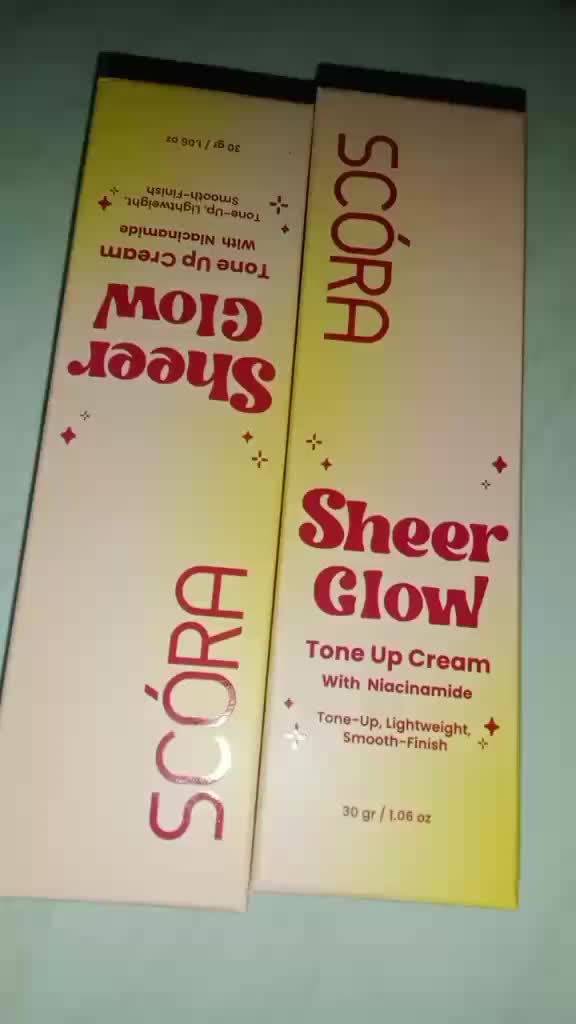 SCÓRA
Sheer
Glow
Tone Up Cream
With Niacinamide
Tone-Up, Lightweight,
Smooth-Finish
30 gr / 1.06 oz
SCÓRA
Sheer
Glow
Tone Up Cream
With Niacinamide
Tone-Up, Lightweight,
Smooth-Finish
30 gr / 1.06 oz